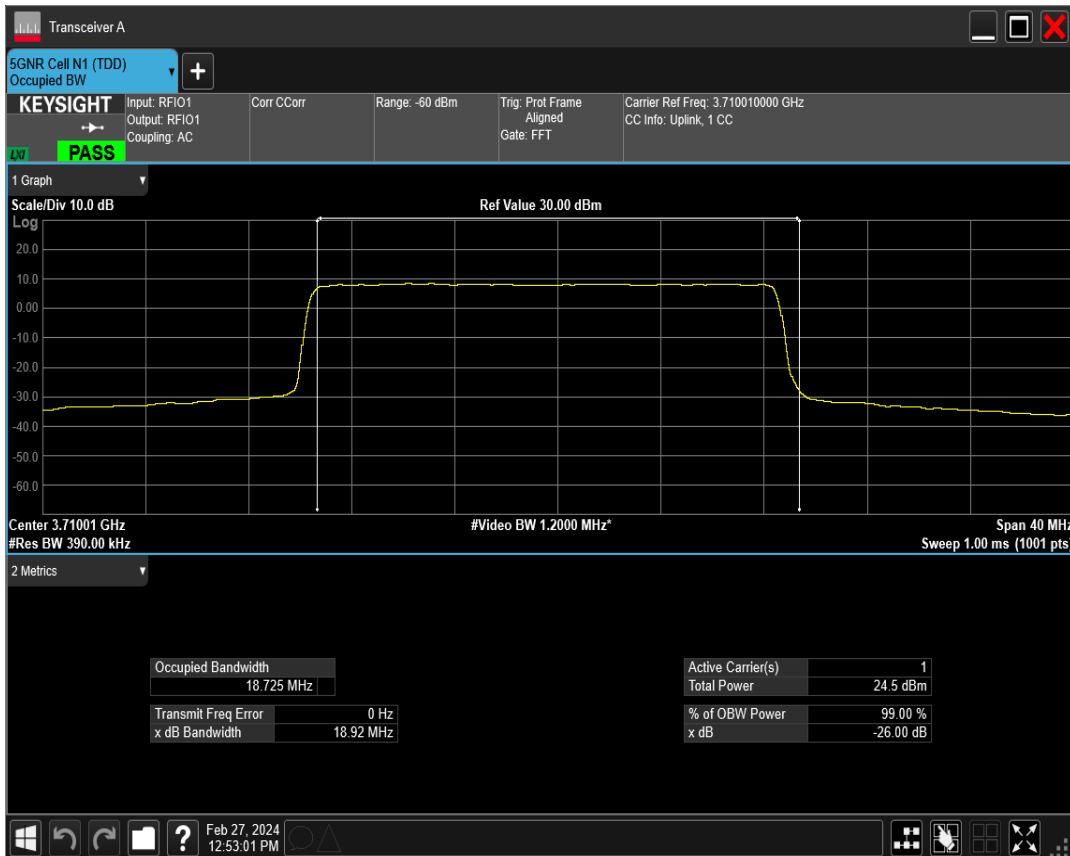 Transceiver A
5GNR Cell N1 (TDD)
Occupied BW
+
KEYSIGHT
LXI
PASS
Input: RFIO1
Output: RFIO1
Coupling: AC
Corr CCorr
Range: -60 dBm
Trig: Prot Frame
Aligned
Gate: FFT
Carrier Ref Freq: 3.710010000 GHz
CC Info: Uplink, 1 CC
1 Graph
Scale/Div 10.0 dB
Ref Value 30.00 dBm
Log
20.0
10.0
0.00
-10.0
-20.0
-30.0
-40.0
-50.0
-60.0
Center 3.71001 GHz
#Video BW 1.2000 MHz*
Span 40 MHz
#Res BW 390.00 kHz
Sweep 1.00 ms (1001 pts)
2 Metrics
Occupied Bandwidth
18.725 MHz
Transmit Freq Error 0 Hz
x dB Bandwidth 18.92 MHz
Active Carrier(s) 1
Total Power 24.5 dBm
% of OBW Power 99.00 %
x dB -26.00 dB
?
Feb 27, 2024
12:53:01 PM